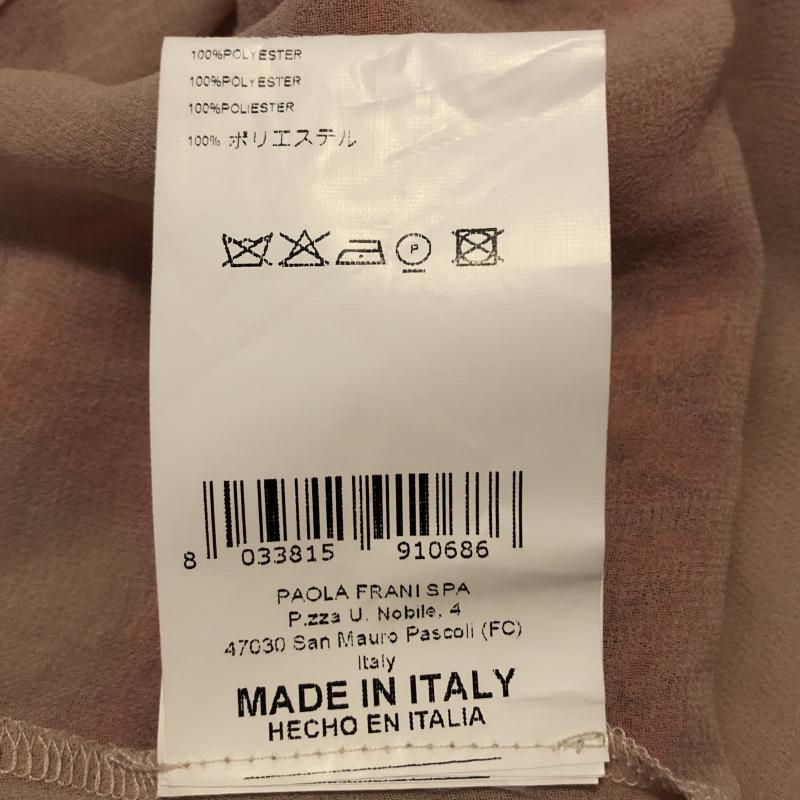 100%POLYESTER
100%POLYESTER
100%POLIESTER
100% ポリエステル
P
8 033815 910686
PAOLA FRANI SPA
P.zza U. Nobile, 4
47030 San Mauro Pascoli (FC)
Italy
MADE IN ITALY
HECHO EN ITALIA